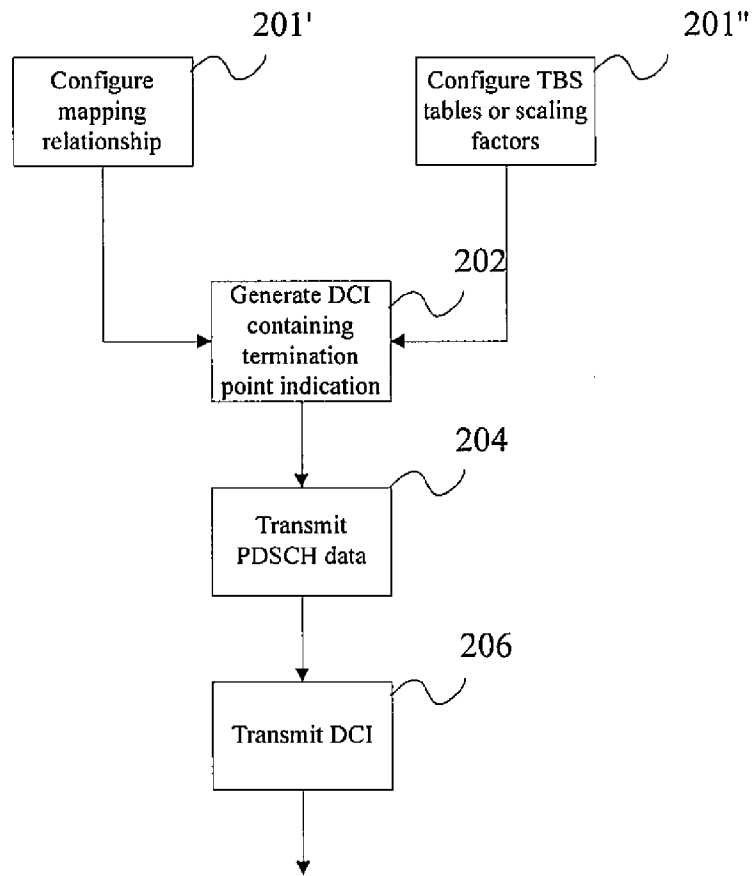 201'
Configure
mapping
relationship
201"
Configure TBS
tables or scaling
factors
202
Generate DCI
containing
termination
point indication
204
Transmit
PDSCH data
206
Transmit DCI